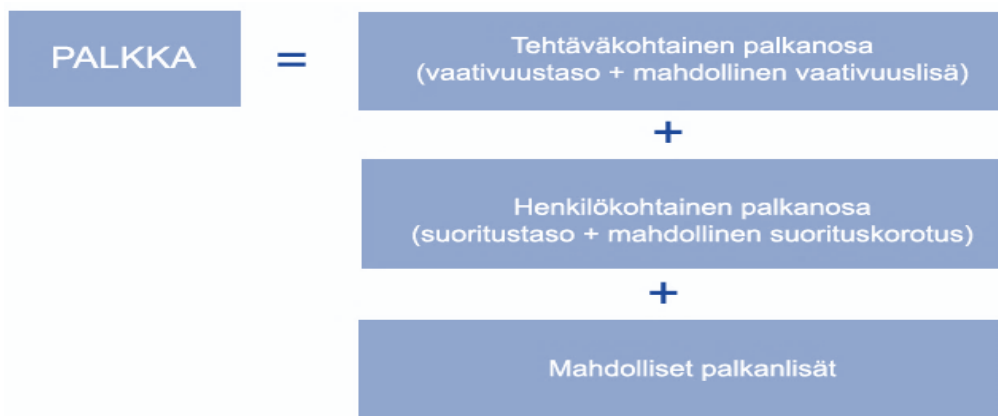 PALKKA
=
Tehtäväkohtainen palkanosa
(vaativuustaso + mahdollinen vaativuuslisä)
+
Henkilökohtainen palkanosa
(suoritustaso + mahdollinen suorituskorotus)
+
Mahdolliset palkanlisät